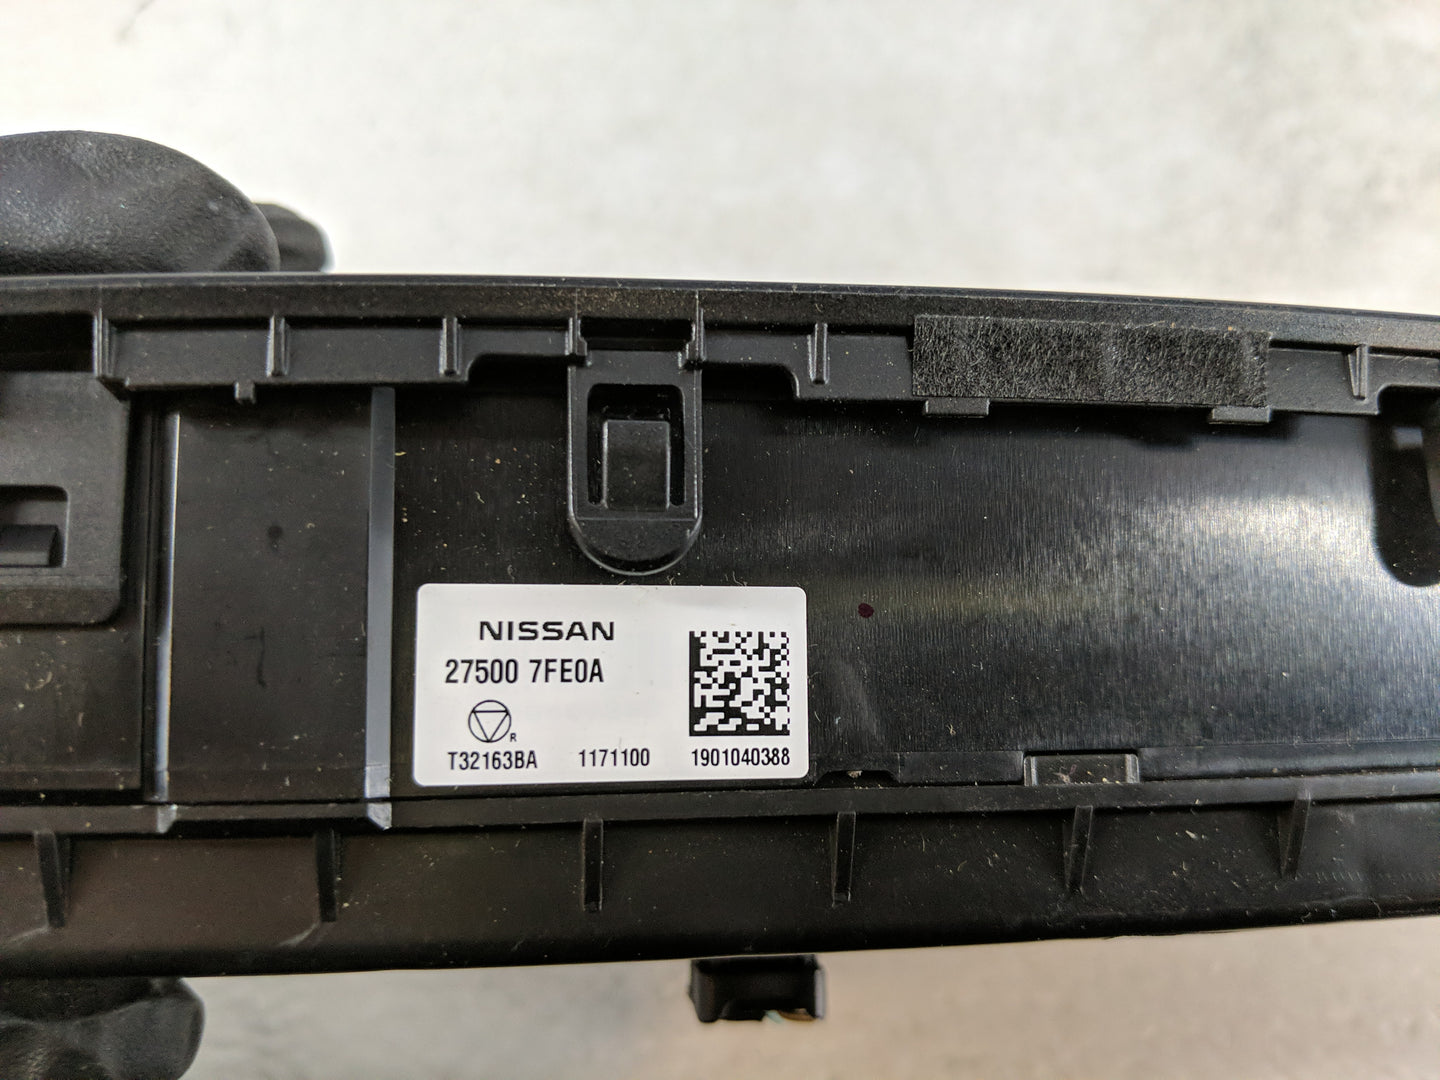 NISSAN
27500 7FE0A
R
T32163BA 1171100 1901040388